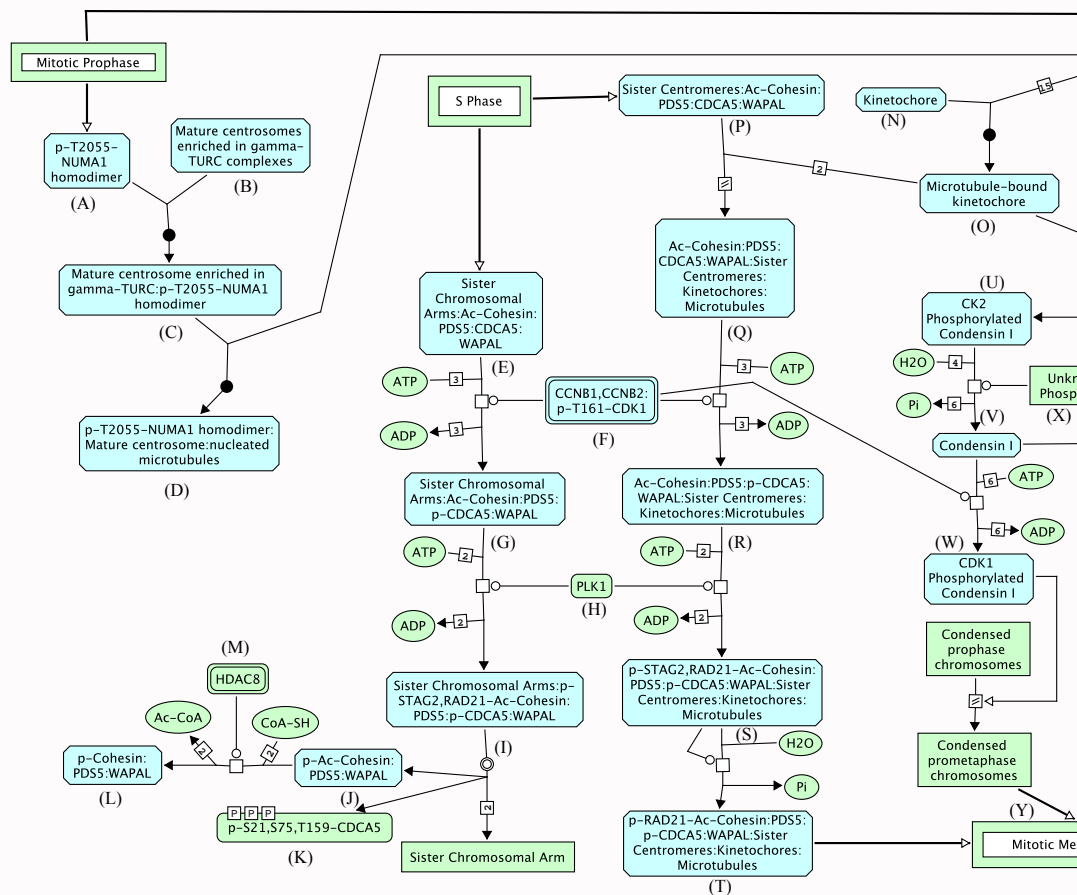 Mitotic Prophase
p-T2055-
NUMA1
homodimer
(A)
Mature centrosomes
enriched in gamma-
TURC complexes
(B)
Mature centrosome enriched in
gamma-TURC:p-T2055-NUMA1
homodimer
(C)
p-T2055-NUMA1 homodimer:
Mature centrosome:nucleated
microtubules
(D)
S Phase
Sister
Chromosomal
Arms:Ac-Cohesin:
PDS5:CDCA5:
WAPAL
(E)
ATP
3
ADP
3
CCNB1,CCNB2:
p-T161-CDK1
(F)
Sister Chromosomal
Arms:Ac-Cohesin:PDS5:
p-CDCA5:WAPAL
(G)
ATP
2
ADP
2
PLK1
(H)
Sister Chromosomal Arms:p-
STAG2,RAD21-Ac-Cohesin:
PDS5:p-CDCA5:WAPAL
(I)
2
Sister Chromosomal Arm
p-Ac-Cohesin:
PDS5:WAPAL
(J)
P P P
p-S21,S75,T159-CDCA5
(K)
(M)
HDAC8
Ac-CoA
2
CoA-SH
2
p-Cohesin:
PDS5:WAPAL
(L)
Sister Centromeres:Ac-Cohesin:
PDS5:CDCA5:WAPAL
(P)
2
Ac-Cohesin:PDS5:
CDCA5:WAPAL:Sister
Centromeres:
Kinetochores:
Microtubules
(Q)
3
ATP
3
ADP
Ac-Cohesin:PDS5:p-CDCA5:
WAPAL:Sister Centromeres:
Kinetochores:Microtubules
(R)
ATP
2
ADP
2
p-STAG2,RAD21-Ac-Cohesin:
PDS5:p-CDCA5:WAPAL:Sister
Centromeres:Kinetochores:
Microtubules
(S)
H2O
Pi
p-RAD21-Ac-Cohesin:PDS5:
p-CDCA5:WAPAL:Sister
Centromeres:Kinetochores:
Microtubules
(T)
Kinetochore
(N)
15
Microtubule-bound
kinetochore
(O)
(U)
CK2
Phosphorylated
Condensin I
H2O
4
Pi
6
(V)
Unkn
Phosp
(X)
Condensin I
6
ATP
6
ADP
(W)
CDK1
Phosphorylated
Condensin I
Condensed
prophase
chromosomes
Condensed
prometaphase
chromosomes
(Y)
Mitotic Me